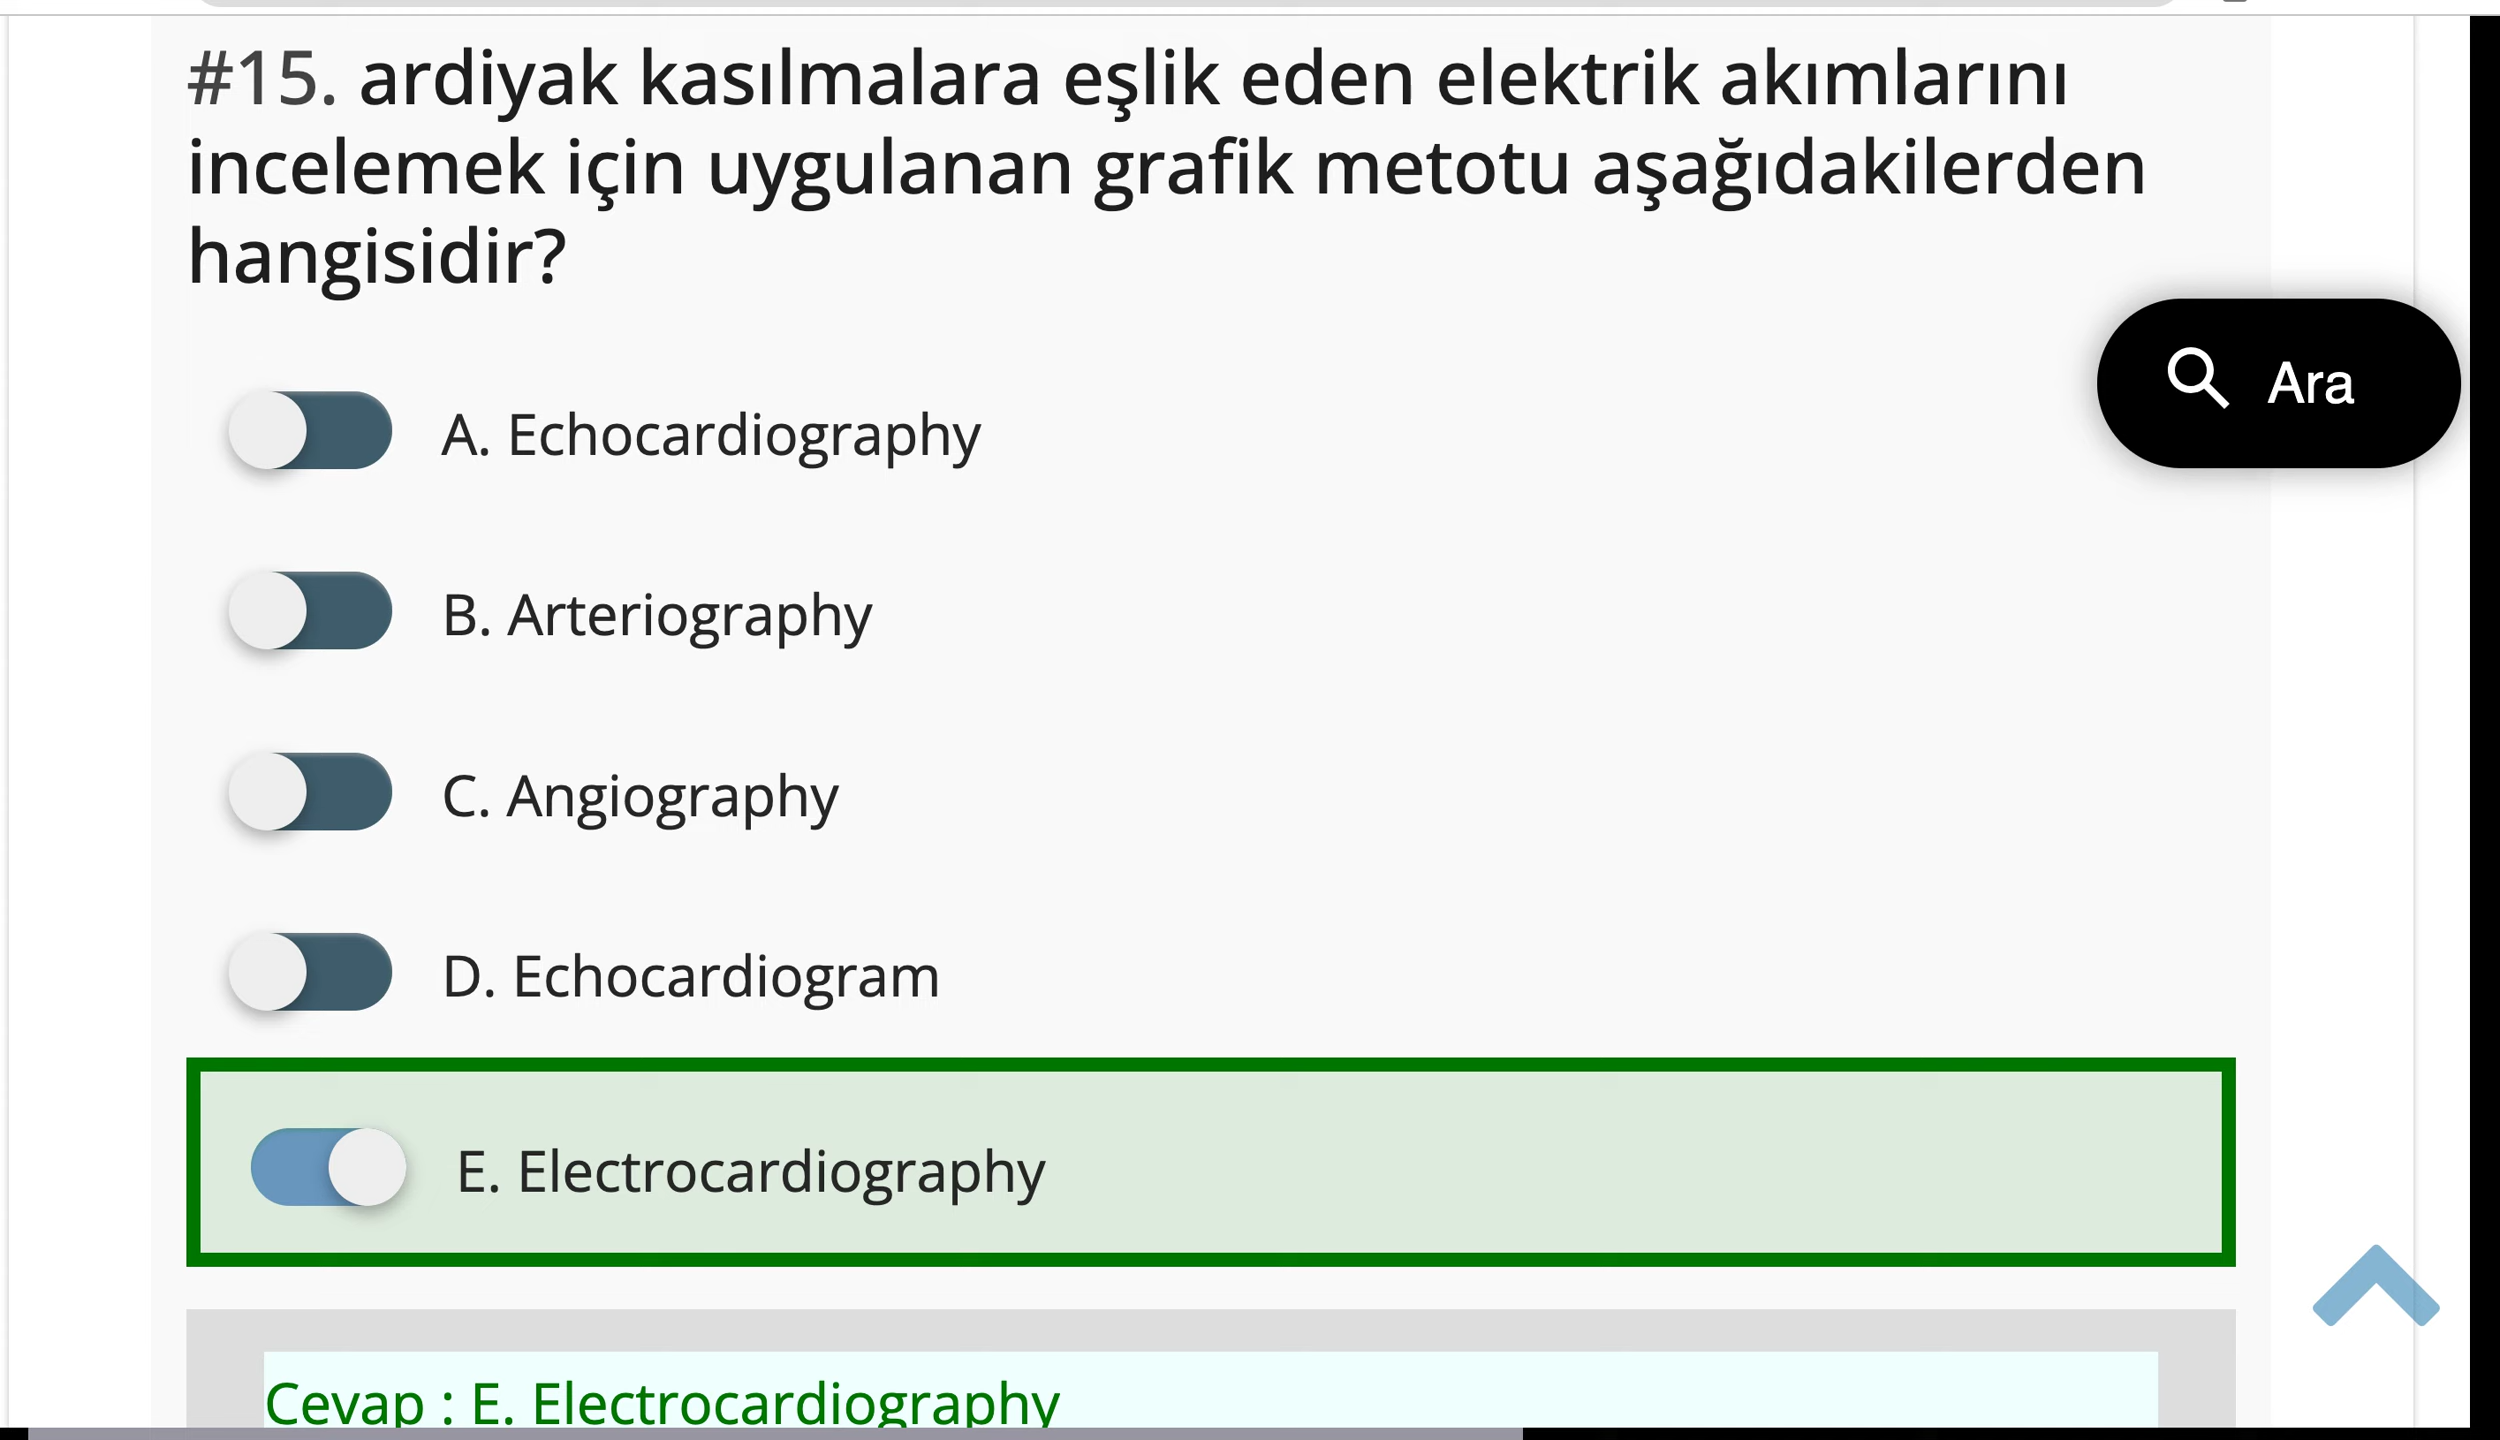 #15. ardiyak kasılmalara eşlik eden elektrik akımlarını
incelemek için uygulanan grafik metotu aşağıdakilerden
hangisidir?
Ara
A. Echocardiography
B. Arteriography
C. Angiography
D. Echocardiogram
E. Electrocardiography
Cevap : E. Electrocardiography